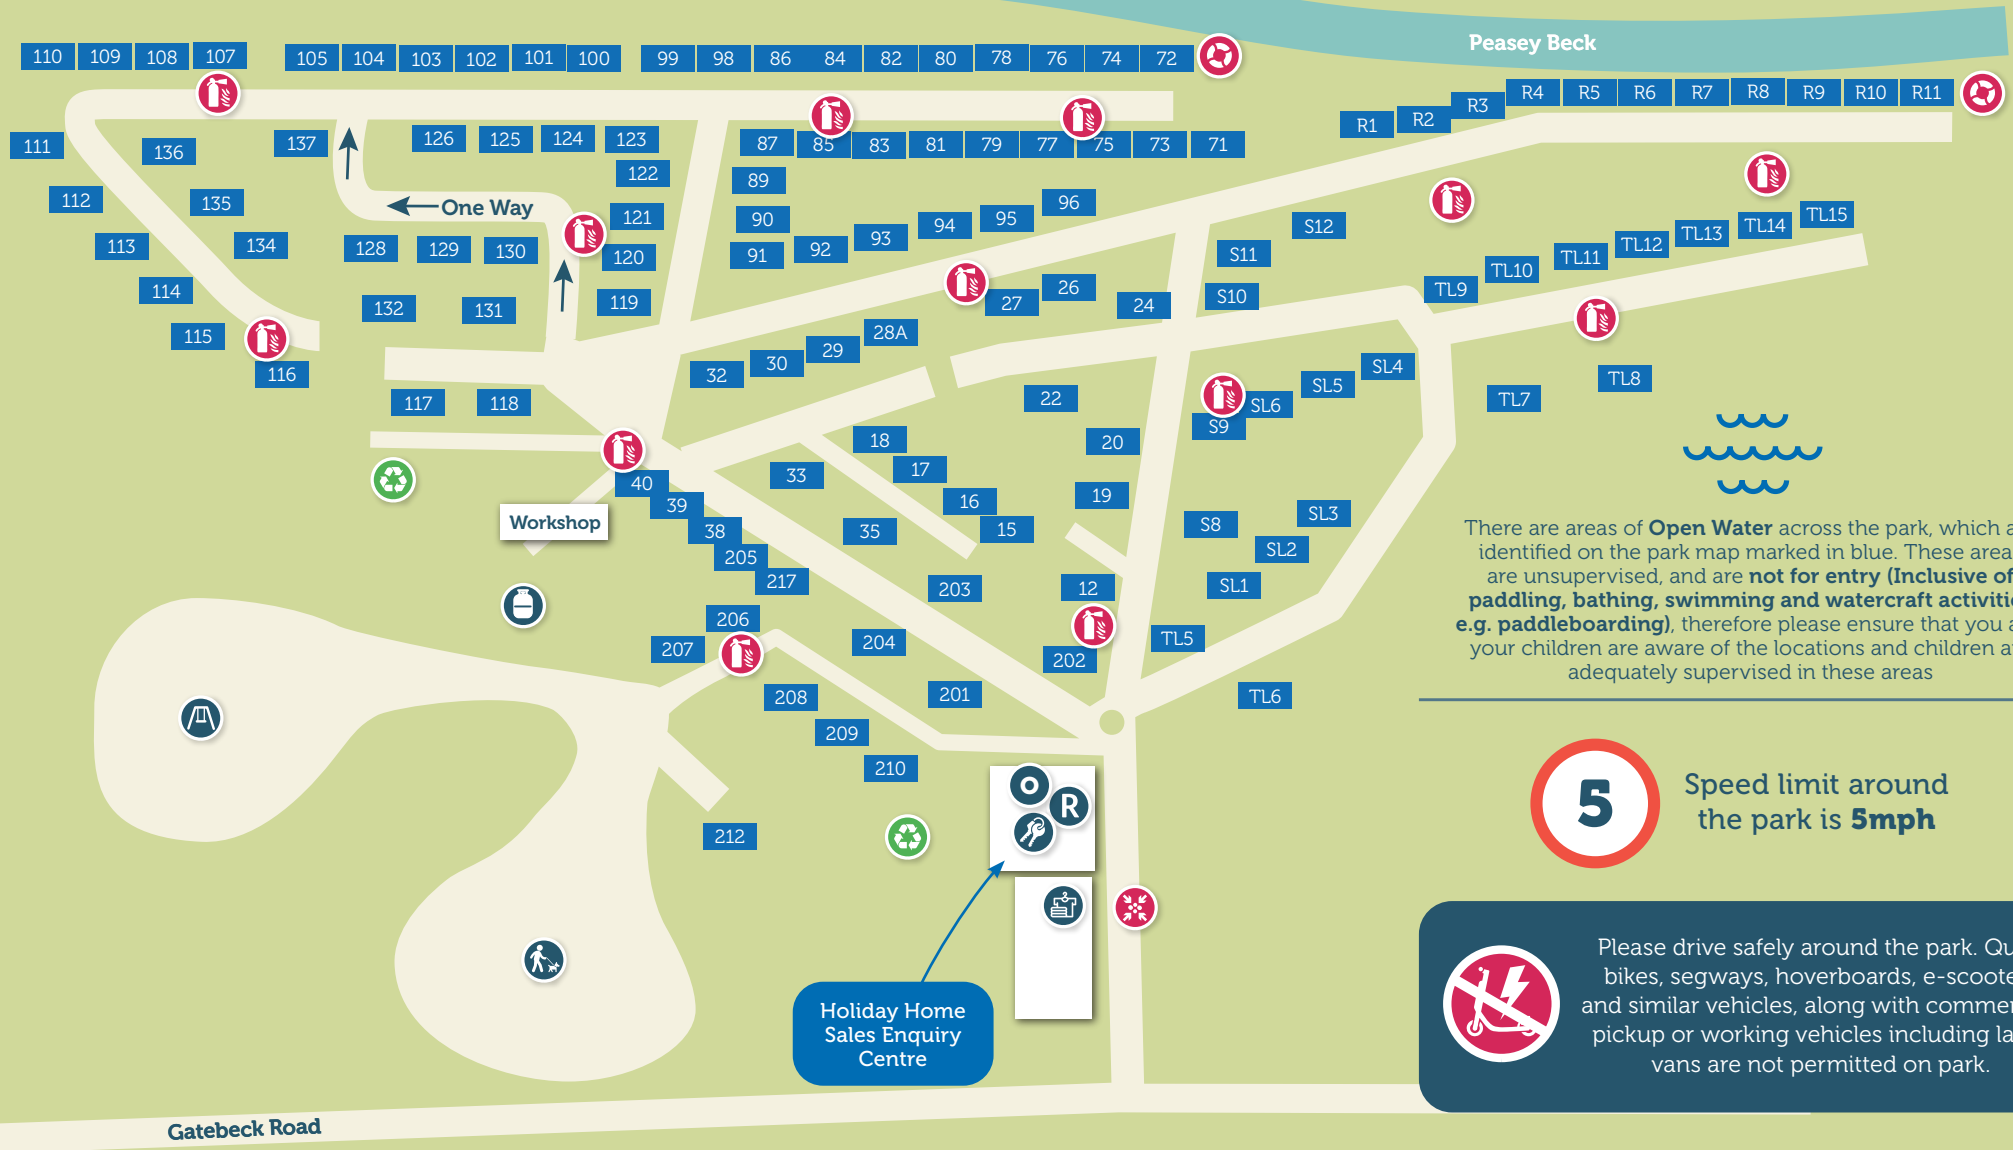 Peasey Beck
110 109 108 107 105 104 103 102 101 100 99 98 86 84 82 80 78 76 74 72
R1 R2 R3 R4 R5 R6 R7 R8 R9 R10 R11
111 136 137 126 125 124 123 87 85 83 81 79 77 75 73 71
122 89
112 135 One Way 121 90 94 95 96 S12 TL11 TL12 TL13 TL14 TL15
113 134 128 129 130 120 91 92 93 S11
114 132 131 119 27 26 24 S10 TL9 TL10
115 28A
116 32 30 29 SL4
117 118 22 S9 SL6 SL5 TL7 TL8
18 20
40 33 17
39 16 19
Workshop 38 35 15 S8 SL3
205 SL2
217 203 12 SL1
206
207 204 202 TL5
208 201 TL6
209
210
212
O
R
Holiday Home
Sales Enquiry
Centre
Gatebeck Road
There are areas of Open Water across the park, which
identified on the park map marked in blue. These area
are unsupervised, and are not for entry (Inclusive of
paddling, bathing, swimming and watercraft activiti
e.g. paddleboarding), therefore please ensure that you a
your children are aware of the locations and children a
adequately supervised in these areas
5
Speed limit around
the park is 5mph
Please drive safely around the park. Qu
bikes, segways, hoverboards, e-scoote
and similar vehicles, along with commer
pickup or working vehicles including la
vans are not permitted on park.